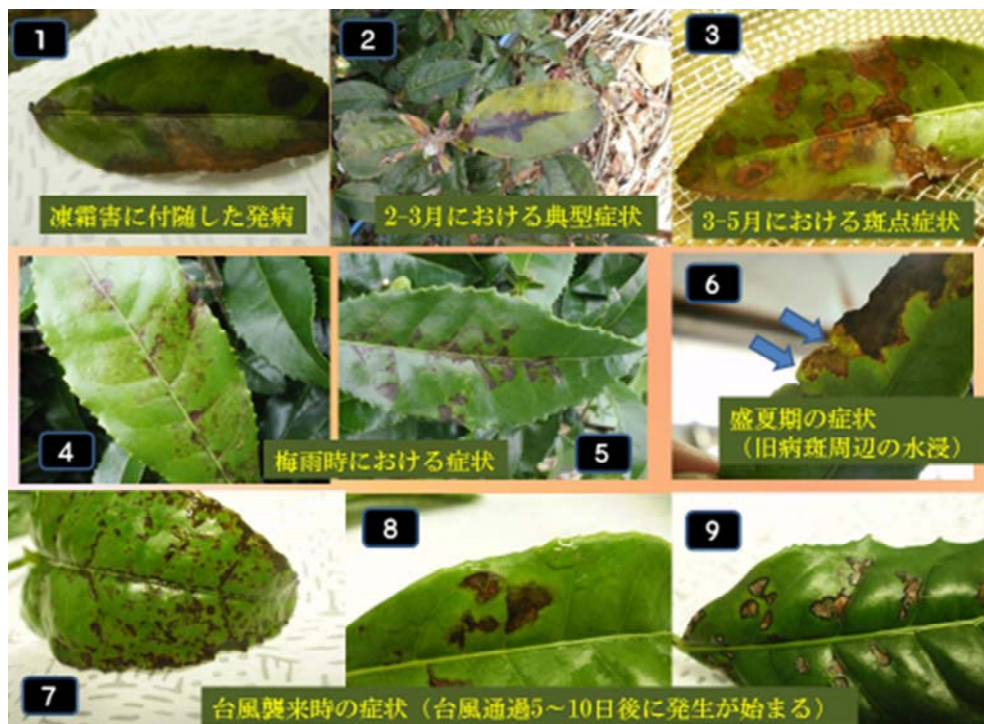 1
2
3
凍霜害に付随した発病
2-3月における典型症状
3-5月における斑点症状
4
5
6
梅雨時における症状
盛夏期の症状
（旧病斑周辺の水浸）
7
8
9
台風襲来時の症状（台風通過5～10日後に発生が始まる）